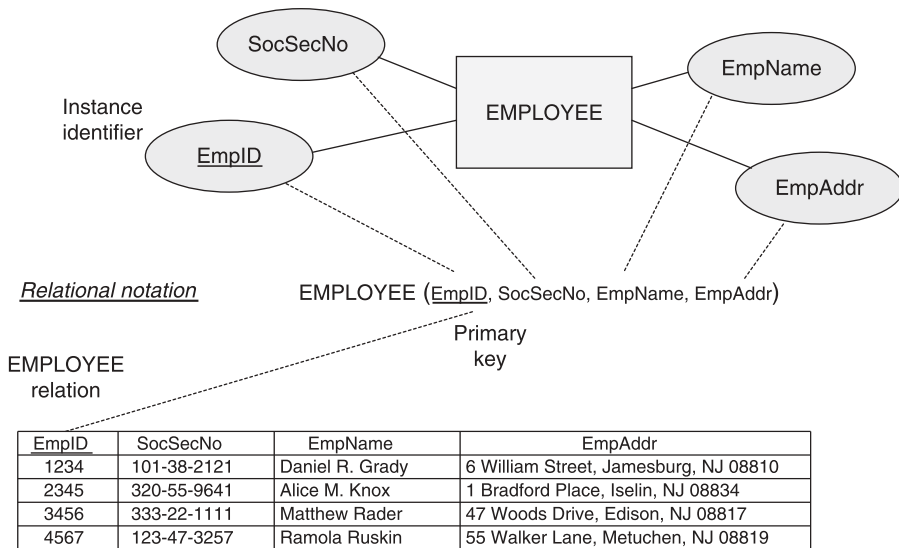 SocSecNo
EmpName
EMPLOYEE
Instance
identifier
EmpID
EmpAddr
Relational notation
EMPLOYEE (EmpID, SocSecNo, EmpName, EmpAddr)
Primary
key
EMPLOYEE
relation
EmpID SocSecNo EmpName EmpAddr
1234 101-38-2121 Daniel R. Grady 6 William Street, Jamesburg, NJ 08810
2345 320-55-9641 Alice M. Knox 1 Bradford Place, Iselin, NJ 08834
3456 333-22-1111 Matthew Rader 47 Woods Drive, Edison, NJ 08817
4567 123-47-3257 Ramola Ruskin 55 Walker Lane, Metuchen, NJ 08819